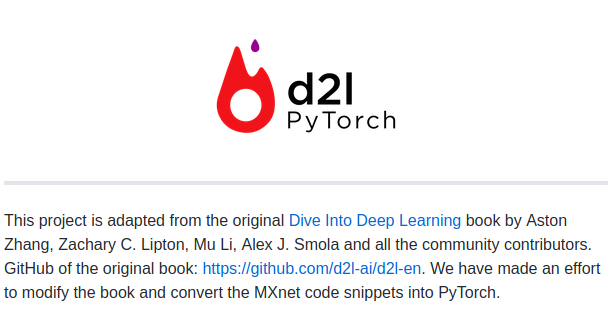 d2l
PyTorch
This project is adapted from the original Dive Into Deep Learning book by Aston
Zhang, Zachary C. Lipton, Mu Li, Alex J. Smola and all the community contributors.
GitHub of the original book: https://github.com/d2l-ai/d2l-en. We have made an effort
to modify the book and convert the MXnet code snippets into PyTorch.